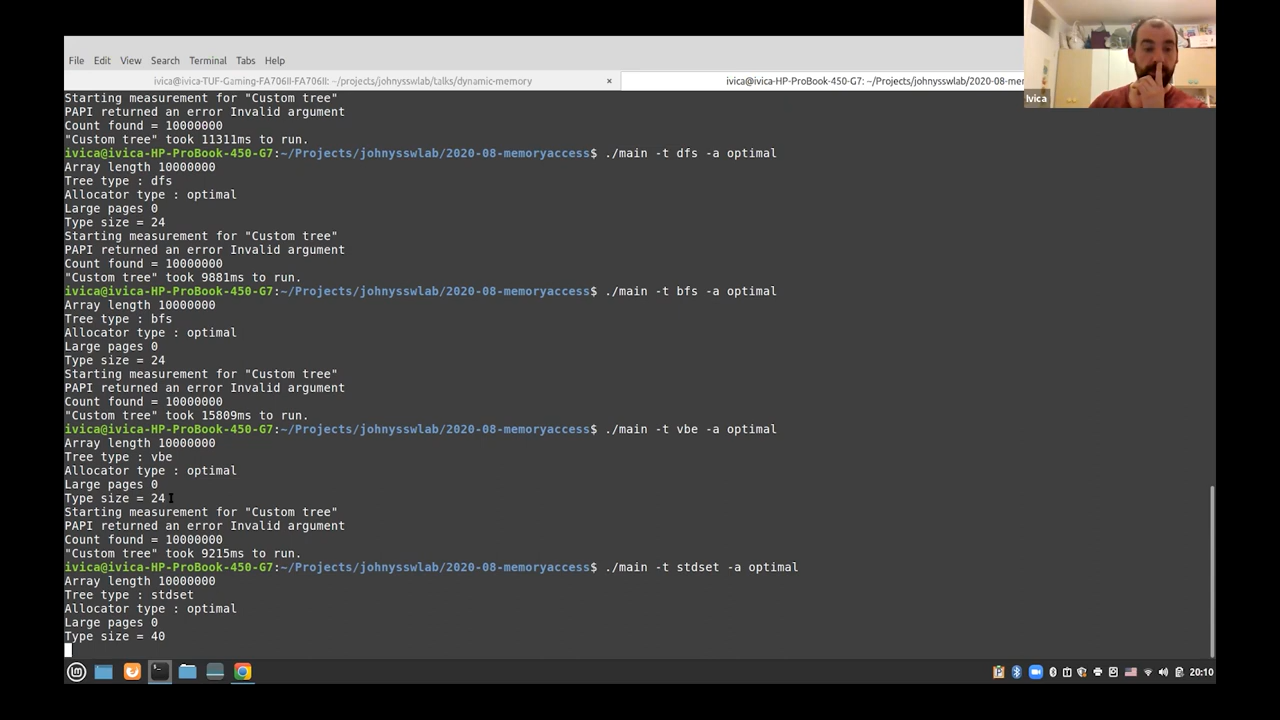 File Edit View Search Terminal Tabs Help
ivica@ivica-TUF-Gaming-FA706II-FA706II: ~/projects/johnysswlab/talks/dynamic-memory × ivica@ivica-HP-ProBook-450-G7: ~/Projects/johnysswlab/2020-08-mem
Ivica
Starting measurement for "Custom tree"
PAPI returned an error Invalid argument
Count found = 10000000
"Custom tree" took 11311ms to run.
ivica@ivica-HP-ProBook-450-G7:~/Projects/johnysswlab/2020-08-memoryaccess$ ./main -t dfs -a optimal
Array length 10000000
Tree type : dfs
Allocator type : optimal
Large pages 0
Type size = 24
Starting measurement for "Custom tree"
PAPI returned an error Invalid argument
Count found = 10000000
"Custom tree" took 9881ms to run.
ivica@ivica-HP-ProBook-450-G7:~/Projects/johnysswlab/2020-08-memoryaccess$ ./main -t bfs -a optimal
Array length 10000000
Tree type : bfs
Allocator type : optimal
Large pages 0
Type size = 24
Starting measurement for "Custom tree"
PAPI returned an error Invalid argument
Count found = 10000000
"Custom tree" took 15809ms to run.
ivica@ivica-HP-ProBook-450-G7:~/Projects/johnysswlab/2020-08-memoryaccess$ ./main -t vbe -a optimal
Array length 10000000
Tree type : vbe
Allocator type : optimal
Large pages 0
Type size = 24
Starting measurement for "Custom tree"
PAPI returned an error Invalid argument
Count found = 10000000
"Custom tree" took 9215ms to run.
ivica@ivica-HP-ProBook-450-G7:~/Projects/johnysswlab/2020-08-memoryaccess$ ./main -t stdset -a optimal
Array length 10000000
Tree type : stdset
Allocator type : optimal
Large pages 0
Type size = 40
20:10